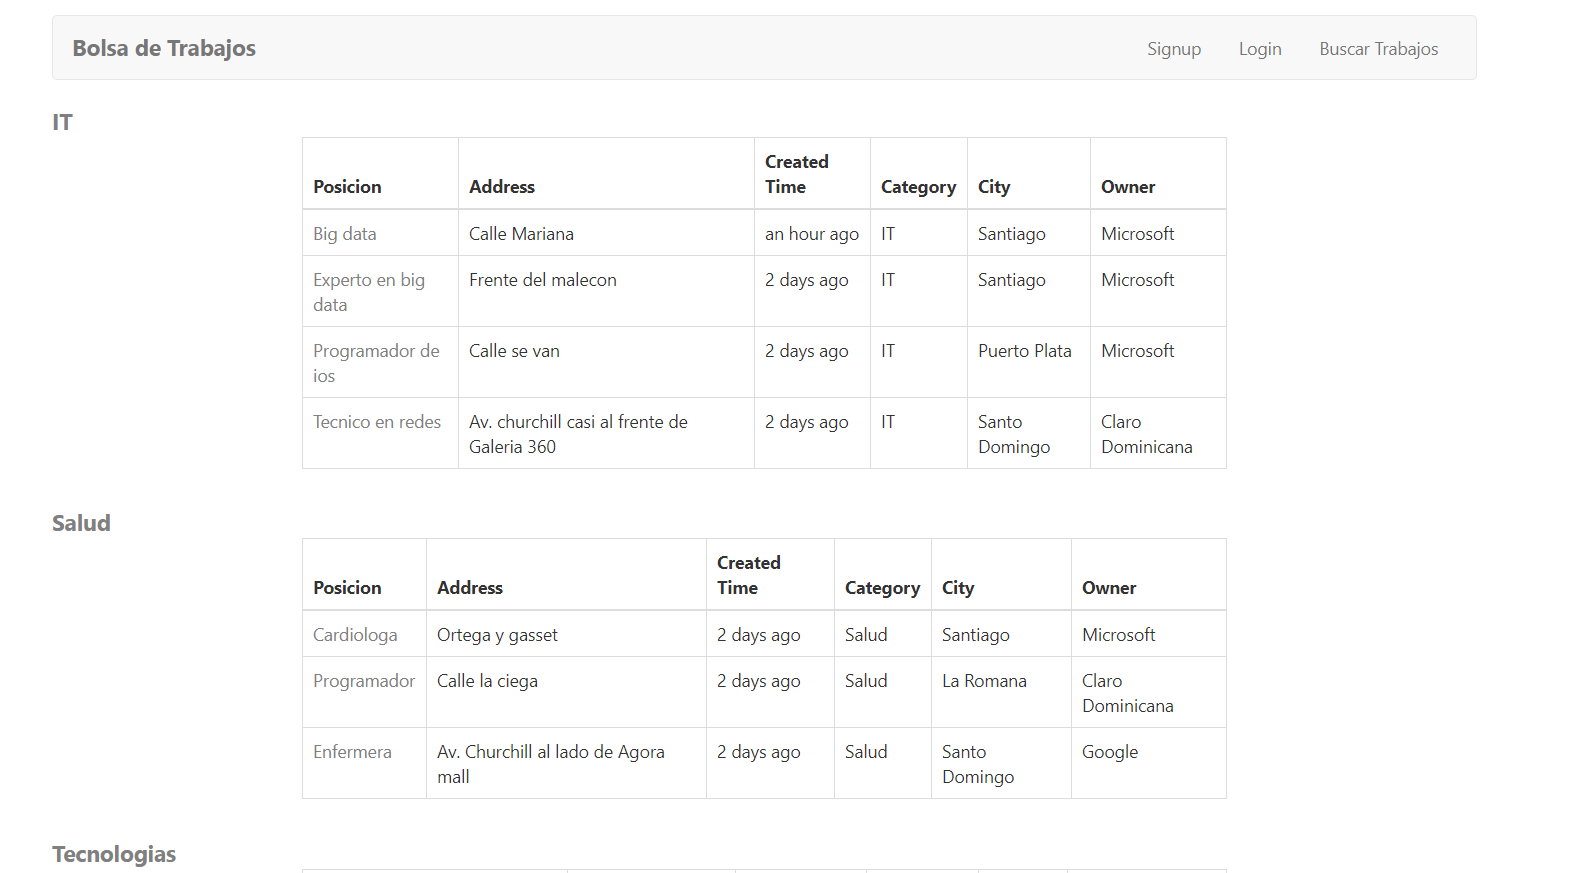 Bolsa de Trabajos Signup Login Buscar Trabajos
IT
Posicion Address Created Time Category City Owner
Big data Calle Mariana an hour ago IT Santiago Microsoft
Experto en big data Frente del malecon 2 days ago IT Santiago Microsoft
Programador de ios Calle se van 2 days ago IT Puerto Plata Microsoft
Tecnico en redes Av. churchill casi al frente de Galeria 360 2 days ago IT Santo Domingo Claro Dominicana
Salud
Posicion Address Created Time Category City Owner
Cardiologa Ortega y gasset 2 days ago Salud Santiago Microsoft
Programador Calle la ciega 2 days ago Salud La Romana Claro Dominicana
Enfermera Av. Churchill al lado de Agora mall 2 days ago Salud Santo Domingo Google
Tecnologias